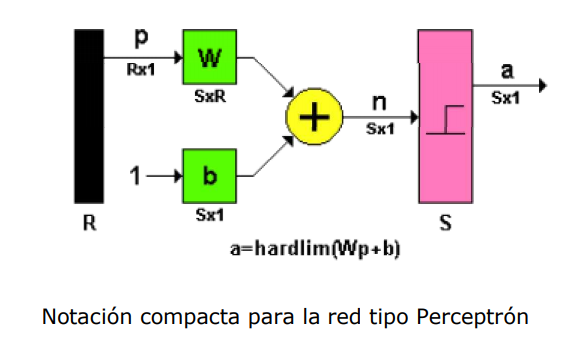 p
Rx1
W
SxR
1
b
Sx1
+
n
Sx1
a
Sx1
R
S
a=hardlim(Wp+b)
Notación compacta para la red tipo Perceptrón